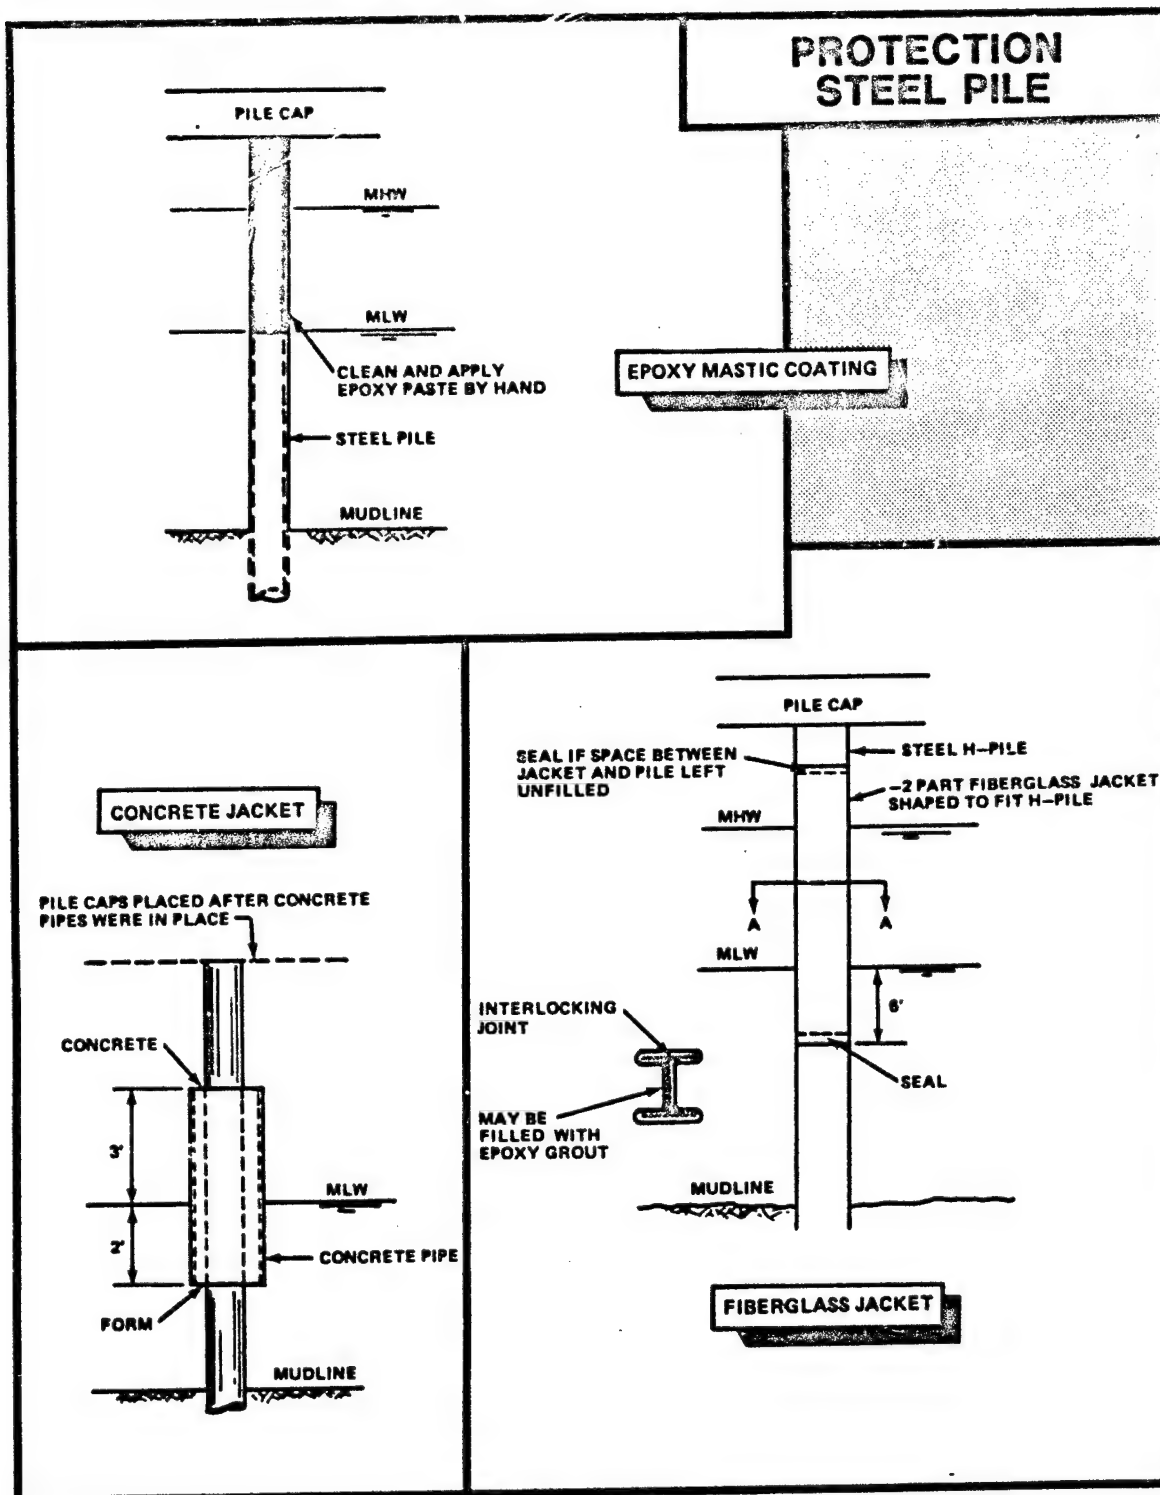 PROTECTION
STEEL PILE
PILE CAP
MHW
MLW
CLEAN AND APPLY
EPOXY PASTE BY HAND
STEEL PILE
MUDLINE
EPOXY MASTIC COATING
CONCRETE JACKET
PILE CAPS PLACED AFTER CONCRETE
PIPES WERE IN PLACE
CONCRETE
3'
MLW
2'
CONCRETE PIPE
FORM
MUDLINE
PILE CAP
STEEL H-PILE
SEAL IF SPACE BETWEEN
JACKET AND PILE LEFT
UNFILLED
-2 PART FIBERGLASS JACKET
SHAPED TO FIT H-PILE
MHW
A
A
MLW
6'
INTERLOCKING
JOINT
SEAL
MAY BE
FILLED WITH
EPOXY GROUT
MUDLINE
FIBERGLASS JACKET